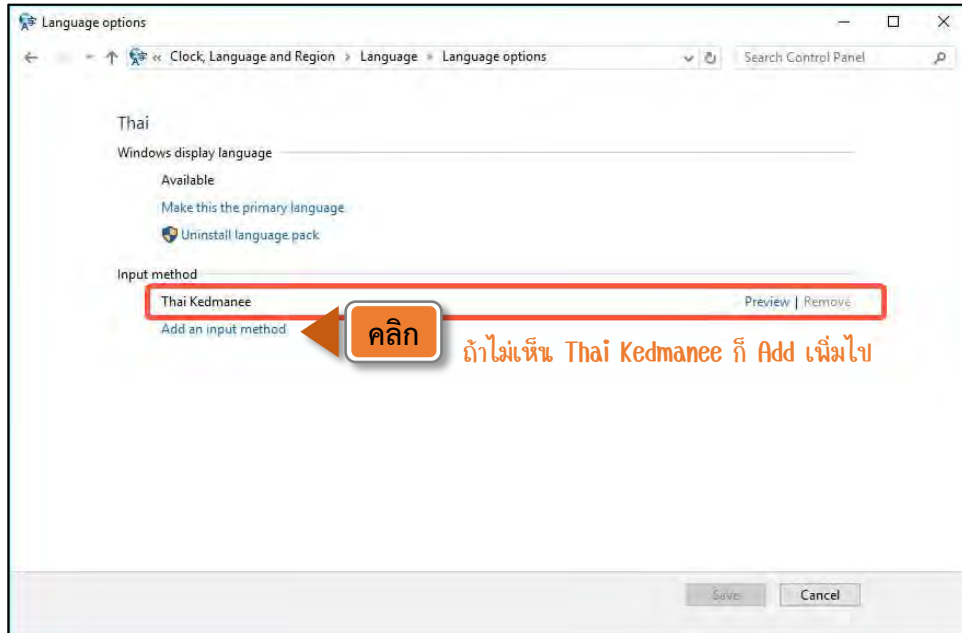 Language options
« Clock, Language and Region > Language > Language options
Search Control Panel
Thai
Windows display language
Available
Make this the primary language
Uninstall language pack
Input method
Thai Kedmanee
Preview | Remove
Add an input method
คลิก
ถ้าไม่เห็น Thai Kedmanee ก็ Add เพิ่มไป
Save
Cancel